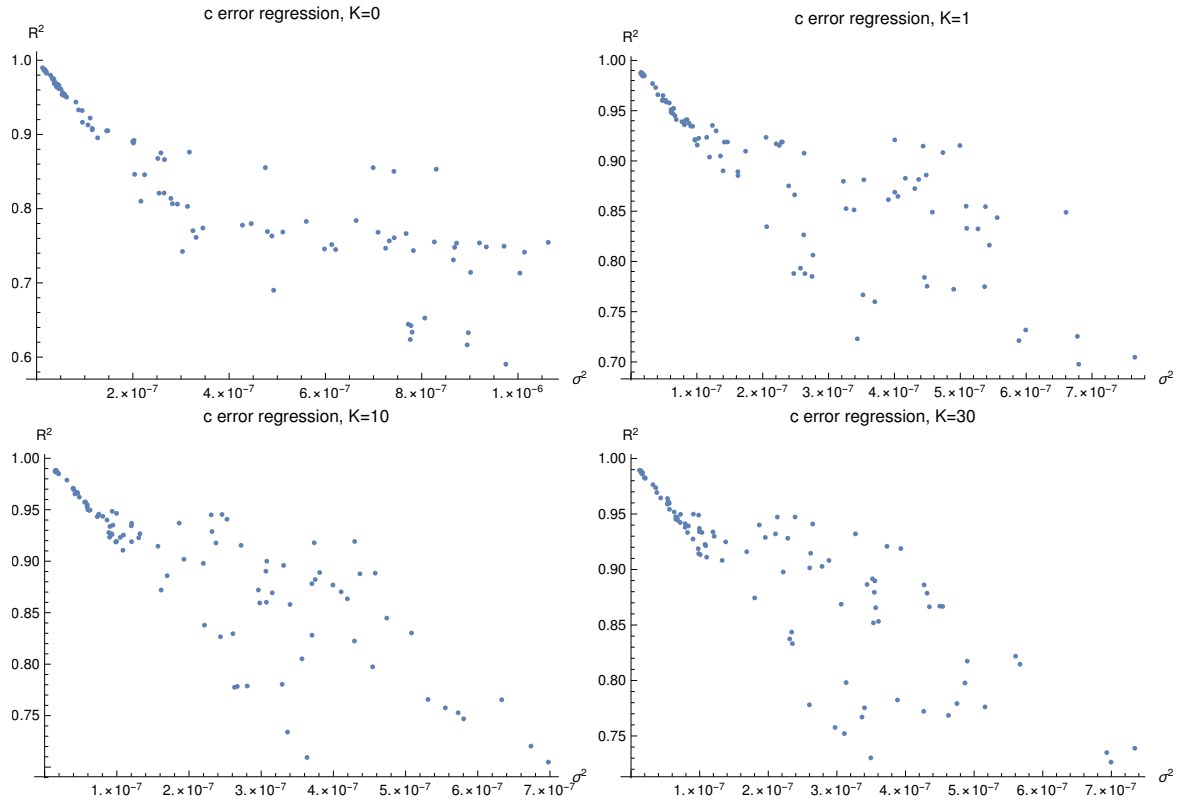 c error regression, K=0
R²
1.0
0.9
0.8
0.7
0.6
2.×10⁻⁷ 4.×10⁻⁷ 6.×10⁻⁷ 8.×10⁻⁷ 1.×10⁻⁶ σ²
c error regression, K=1
R²
1.00
0.95
0.90
0.85
0.80
0.75
0.70
1.×10⁻⁷ 2.×10⁻⁷ 3.×10⁻⁷ 4.×10⁻⁷ 5.×10⁻⁷ 6.×10⁻⁷ 7.×10⁻⁷ σ²
c error regression, K=10
R²
1.00
0.95
0.90
0.85
0.80
0.75
1.×10⁻⁷ 2.×10⁻⁷ 3.×10⁻⁷ 4.×10⁻⁷ 5.×10⁻⁷ 6.×10⁻⁷ 7.×10⁻⁷ σ²
c error regression, K=30
R²
1.00
0.95
0.90
0.85
0.80
0.75
1.×10⁻⁷ 2.×10⁻⁷ 3.×10⁻⁷ 4.×10⁻⁷ 5.×10⁻⁷ 6.×10⁻⁷ 7.×10⁻⁷ σ²